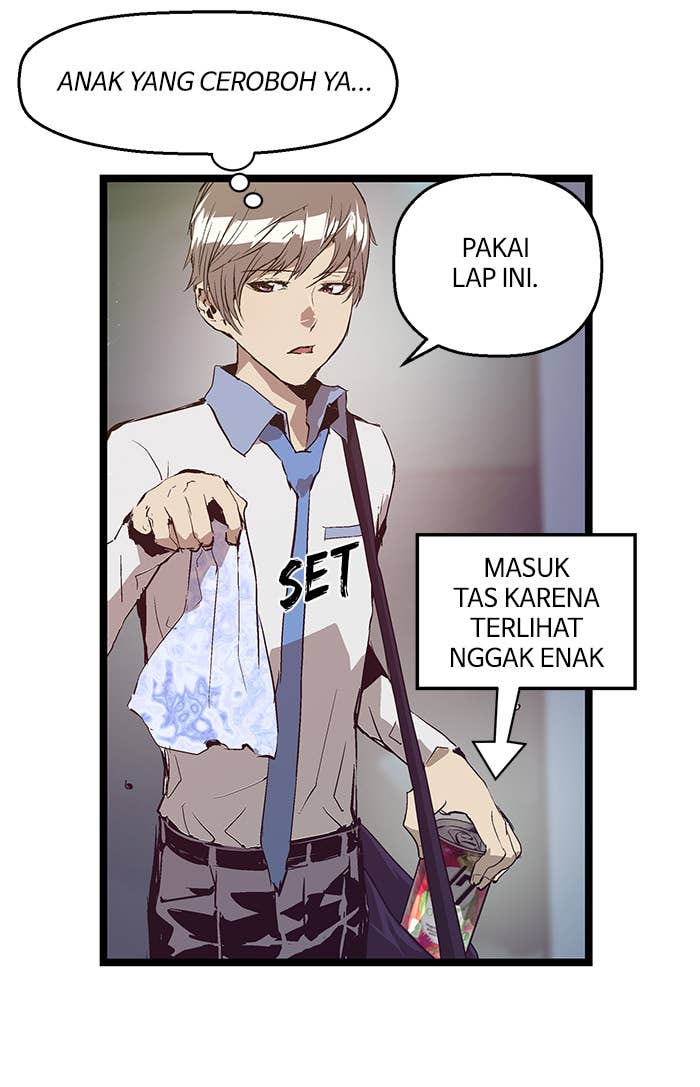 ANAK YANG CEROBOH YA...
PAKAI
LAP INI.
SET
MASUK
TAS KARENA
TERLIHAT
NGGAK ENAK